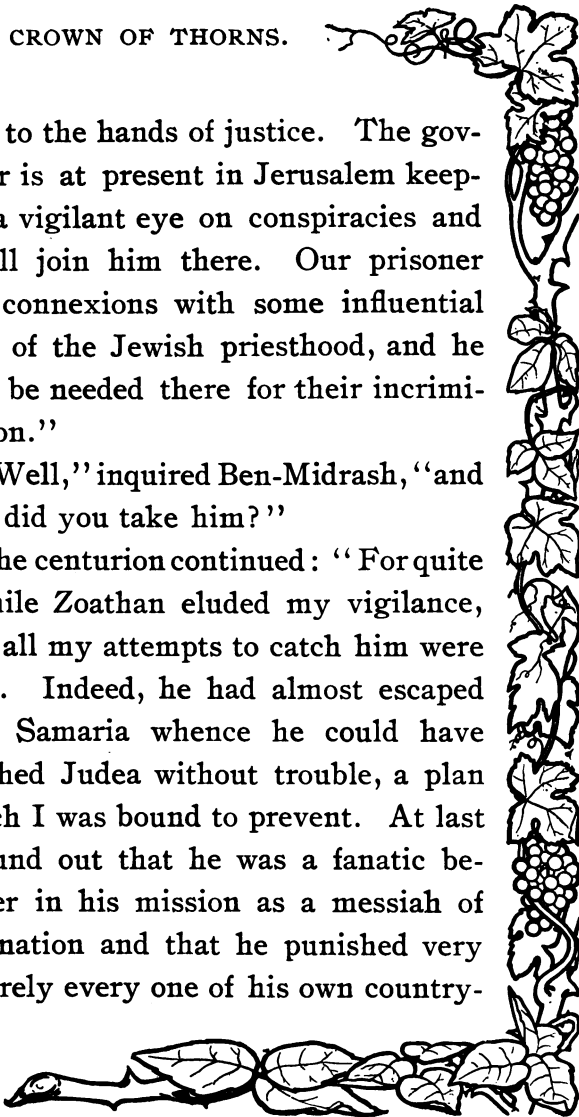 CROWN OF THORNS.
to the hands of justice. The gov-
r is at present in Jerusalem keep-
a vigilant eye on conspiracies and
ll join him there. Our prisoner
connexions with some influential
of the Jewish priesthood, and he
be needed there for their incrimi-
on.”
Well,” inquired Ben-Midrash, “and
did you take him?”
he centurion continued: “For quite
ile Zoathan eluded my vigilance,
all my attempts to catch him were
. Indeed, he had almost escaped
Samaria whence he could have
hed Judea without trouble, a plan
ch I was bound to prevent. At last
und out that he was a fanatic be-
er in his mission as a messiah of
nation and that he punished very
rely every one of his own country-